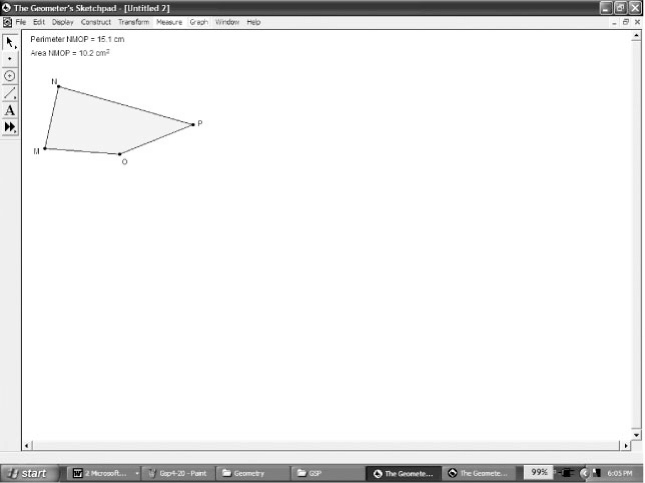 The Geometer's Sketchpad - [Untitled 2]
File Edit Display Construct Transform Measure Graph Window Help
Perimeter NMOP = 15.1 cm
Area NMOP = 10.2 cm²
N
P
M
O
A
start 2 Microsoft... Gsp4-20 - Paint Geometry GSP The Geomete... The Geomete... 99% 6:05 PM